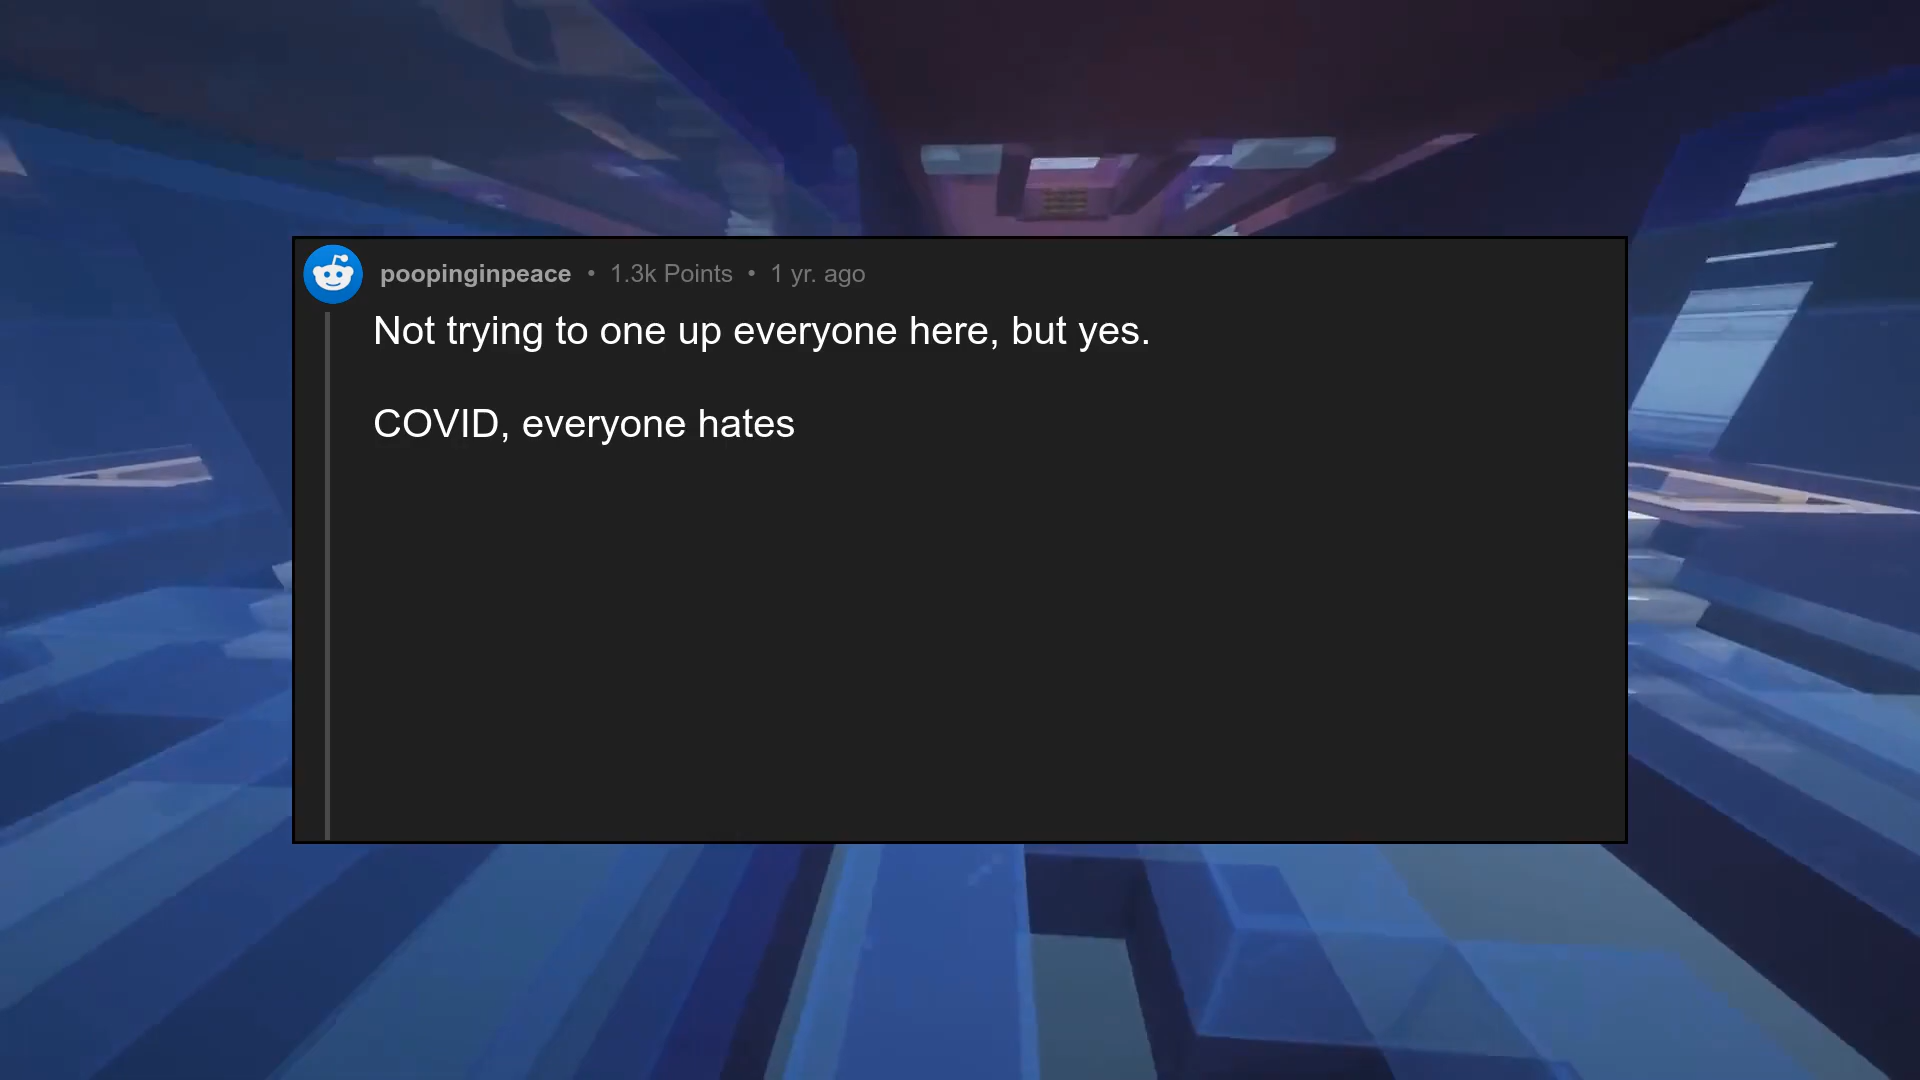 poopinginpeace • 1.3k Points • 1 yr. ago
Not trying to one up everyone here, but yes.
COVID, everyone hates